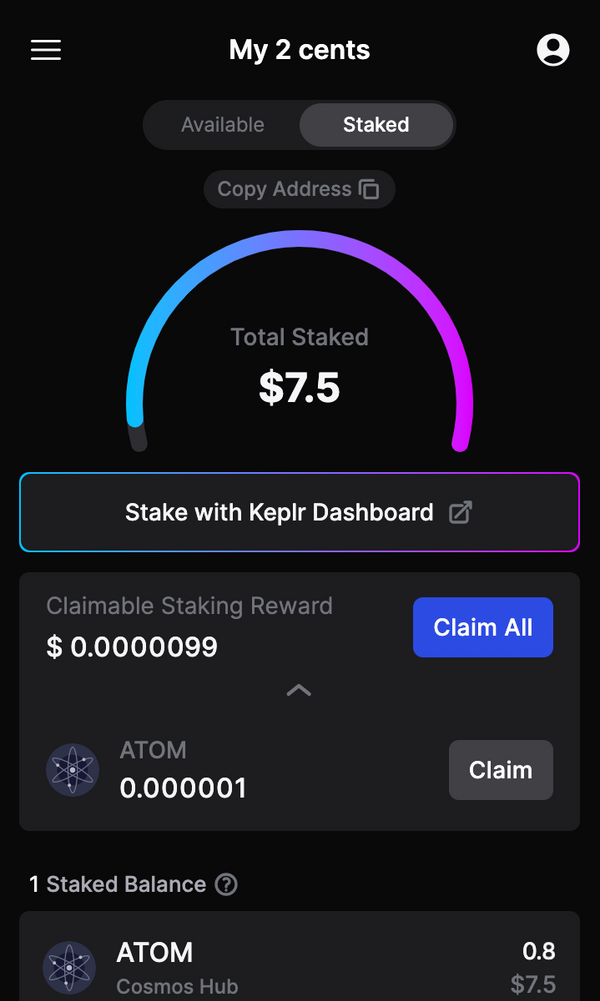 My 2 cents
Available
Staked
Copy Address
Total Staked
$7.5
Stake with Keplr Dashboard
Claimable Staking Reward
$ 0.0000099
Claim All
ATOM
0.000001
Claim
1 Staked Balance ?
ATOM 0.8
Cosmos Hub $7.5